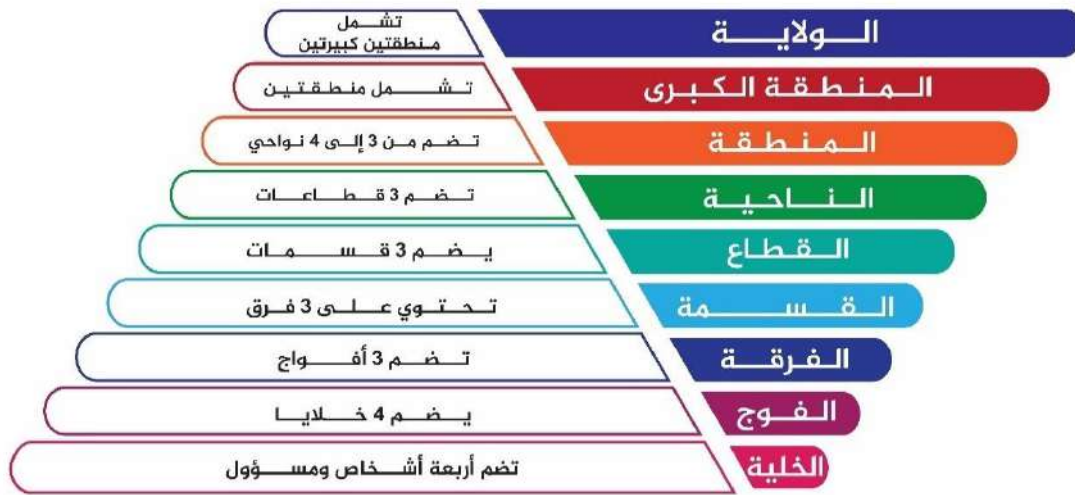 الولاية
تشمل
منطقتين كبيرتين
المنطقة الكبرى
تشمل منطقتين
المنطقة
تضم من 3 إلى 4 نواحي
الناحية
تضم 3 قطاعات
القطاع
يضم 3 قسمات
القسمة
تحتوي على 3 فرق
الفرقة
تضم 3 أفواج
الفوج
يضم 4 خلايا
الخلية
تضم أربعة أشخاص ومسؤول